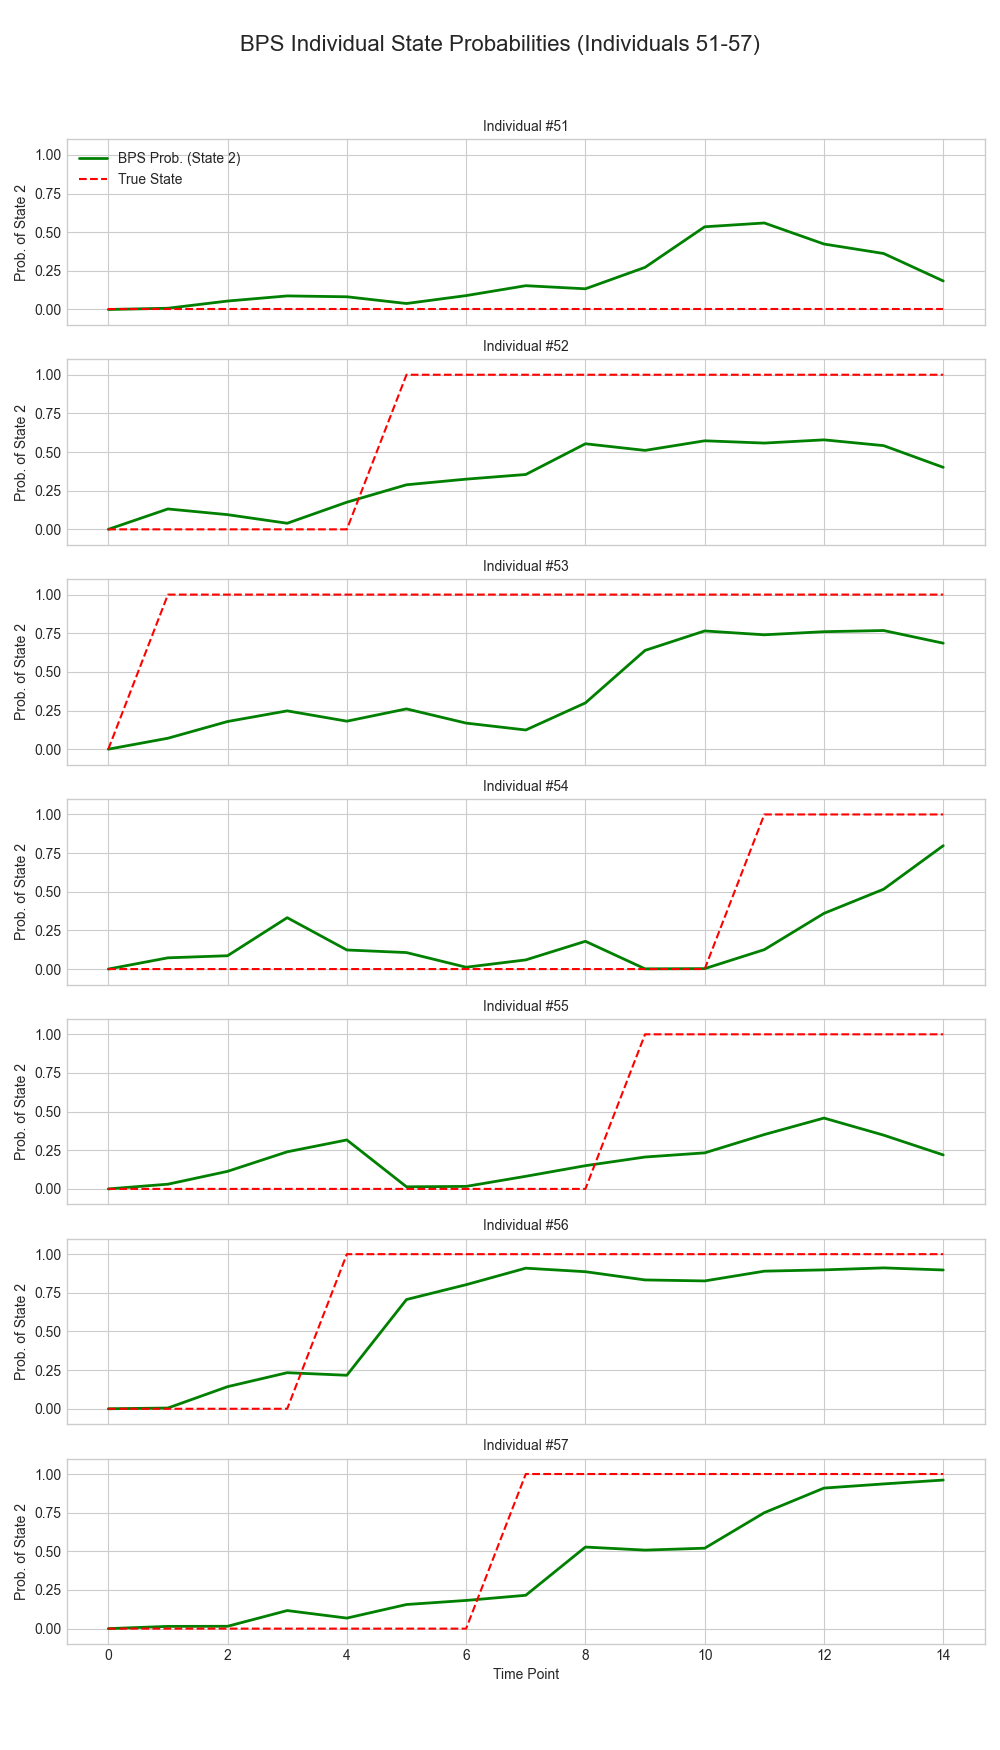 BPS Individual State Probabilities (Individuals 51-57)
Individual #51
BPS Prob. (State 2)
True State
Prob. of State 2
1.00
0.75
0.50
0.25
0.00
Individual #52
Prob. of State 2
1.00
0.75
0.50
0.25
0.00
Individual #53
Prob. of State 2
1.00
0.75
0.50
0.25
0.00
Individual #54
Prob. of State 2
1.00
0.75
0.50
0.25
0.00
Individual #55
Prob. of State 2
1.00
0.75
0.50
0.25
0.00
Individual #56
Prob. of State 2
1.00
0.75
0.50
0.25
0.00
Individual #57
Prob. of State 2
1.00
0.75
0.50
0.25
0.00
0 2 4 6 8 10 12 14
Time Point